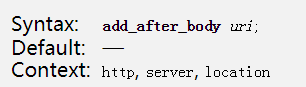 Syntax: add_after_body uri;
Default: —
Context: http, server, location